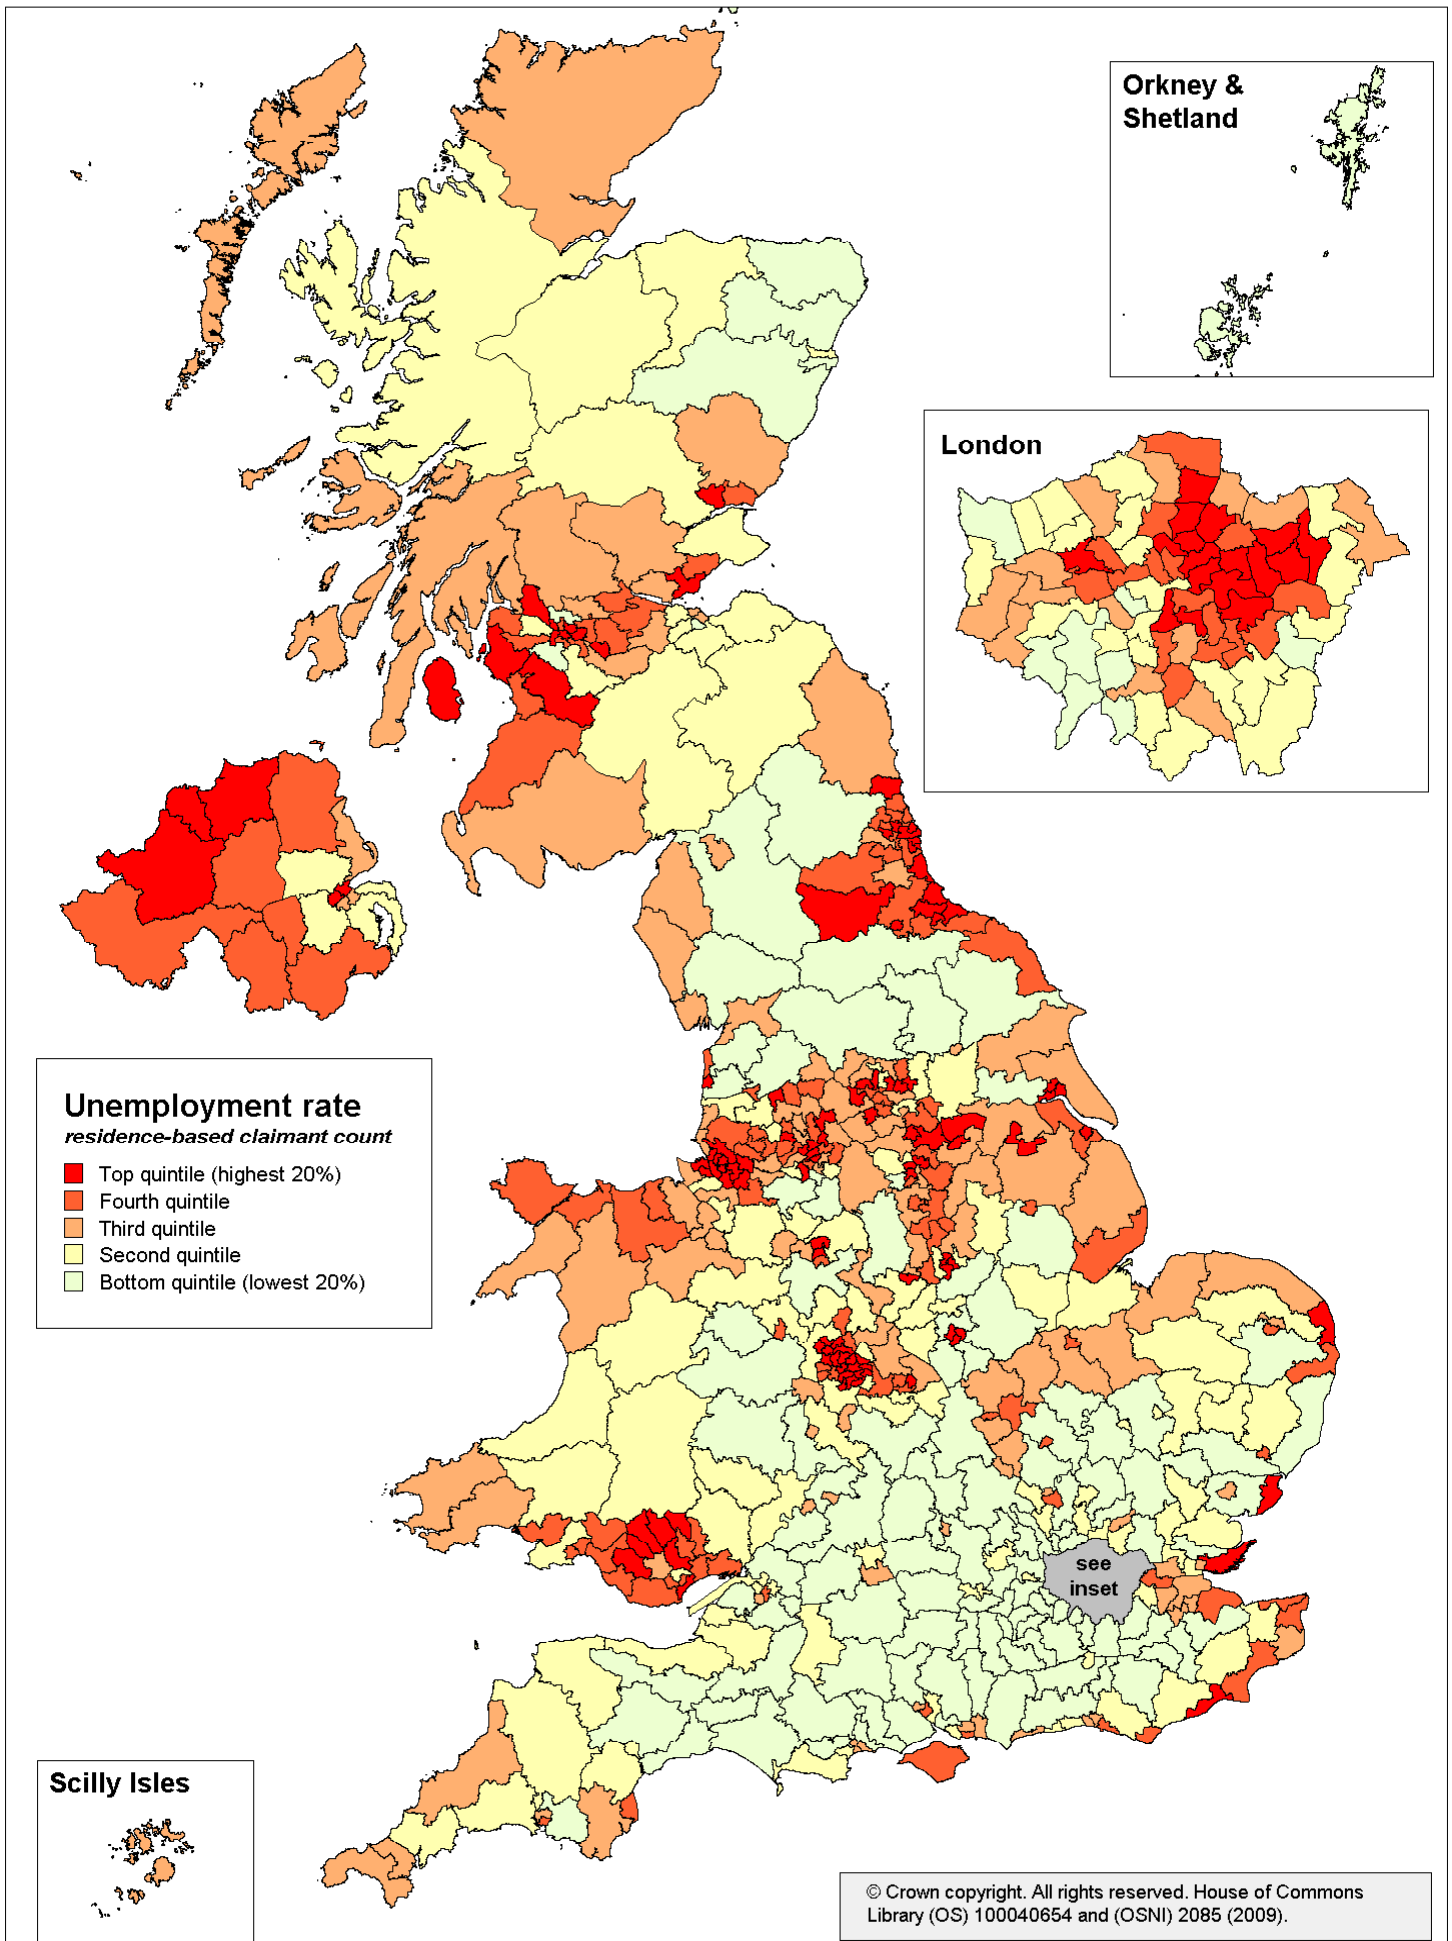 Orkney &
Shetland
London
Unemployment rate
residence-based claimant count
Top quintile (highest 20%)
Fourth quintile
Third quintile
Second quintile
Bottom quintile (lowest 20%)
see
inset
Scilly Isles
© Crown copyright. All rights reserved. House of Commons
Library (OS) 100040654 and (OSNI) 2085 (2009).